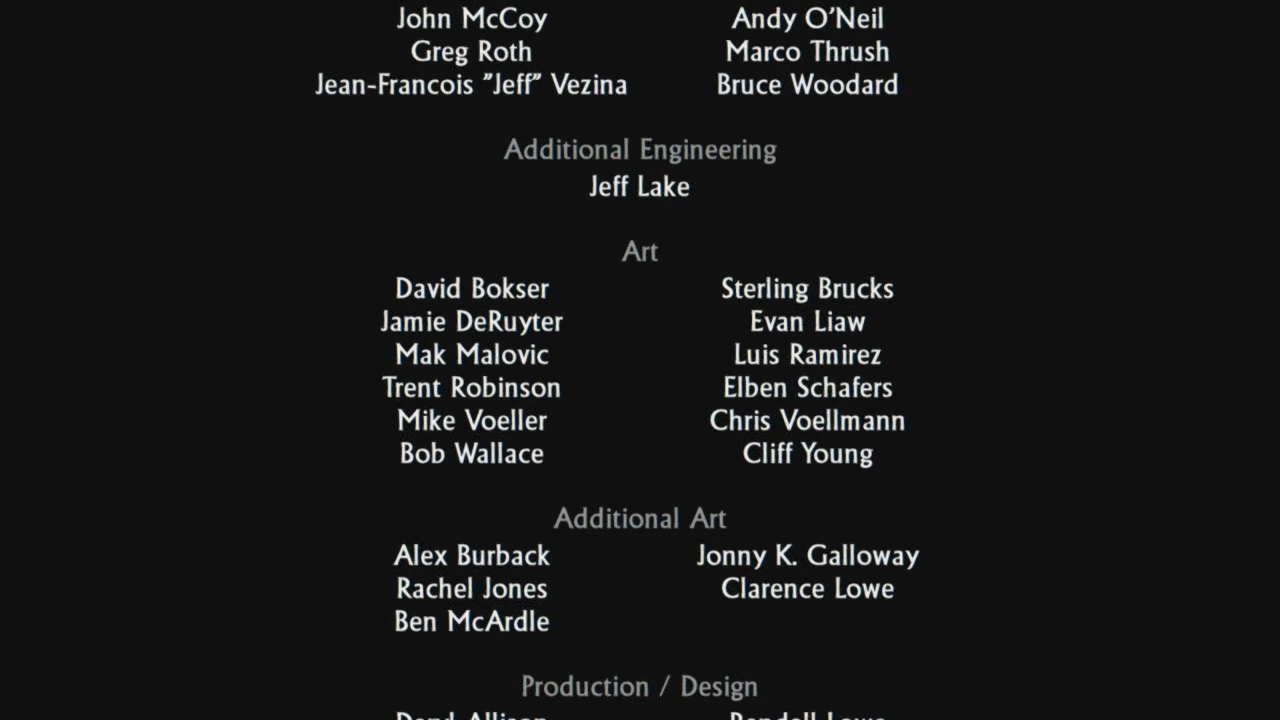 John McCoy Andy O'Neil
Greg Roth Marco Thrush
Jean-Francois "Jeff" Vezina Bruce Woodard
Additional Engineering
Jeff Lake
Art
David Bokser Sterling Brucks
Jamie DeRuyter Evan Liaw
Mak Malovic Luis Ramirez
Trent Robinson Elben Schafers
Mike Voeller Chris Voellmann
Bob Wallace Cliff Young
Additional Art
Alex Burback Jonny K. Galloway
Rachel Jones Clarence Lowe
Ben McArdle
Production / Design